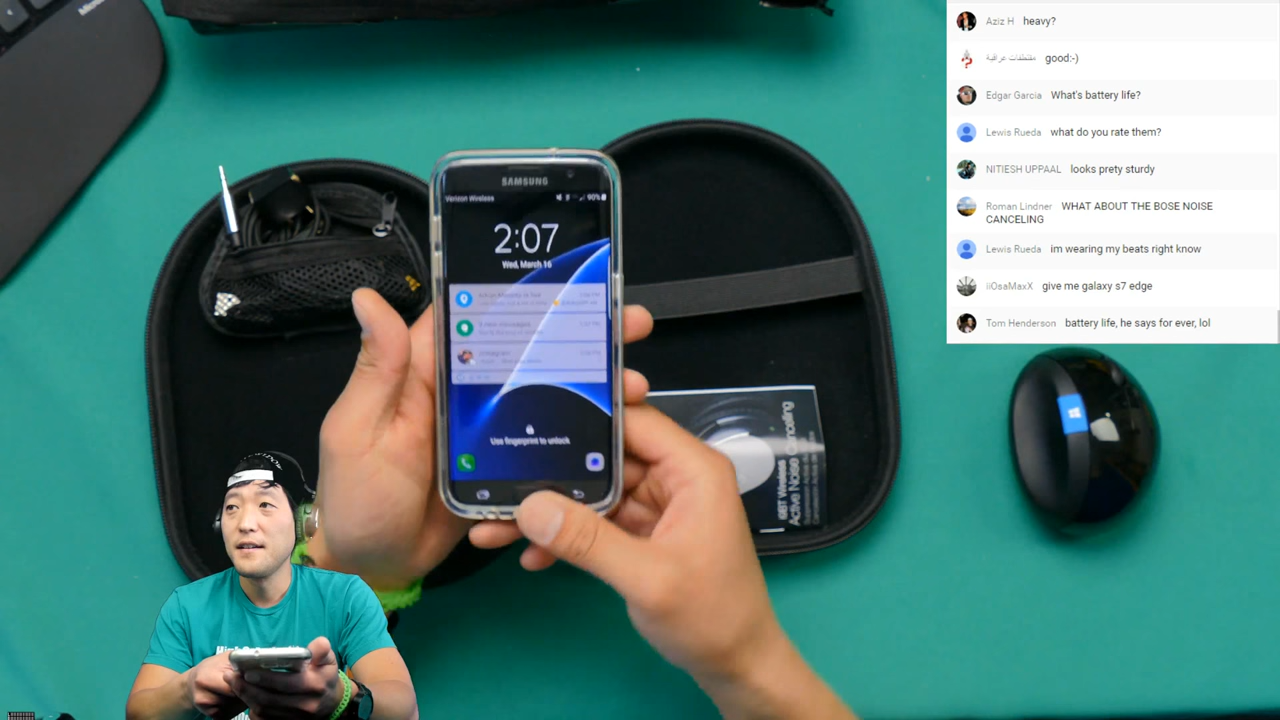 Aziz H heavy?
مقتطفات عراقية good:-)
Edgar Garcia What's battery life?
Lewis Rueda what do you rate them?
NITIESH UPPAAL looks prety sturdy
Roman Lindner WHAT ABOUT THE BOSE NOISE
CANCELING
Lewis Rueda im wearing my beats right know
iiOsaMaxX give me galaxy s7 edge
Tom Henderson battery life, he says for ever, lol
SAMSUNG
Verizon Wireless 90%
2:07
Wed, March 16
Use fingerprint to unlock
Active Noise Canceling